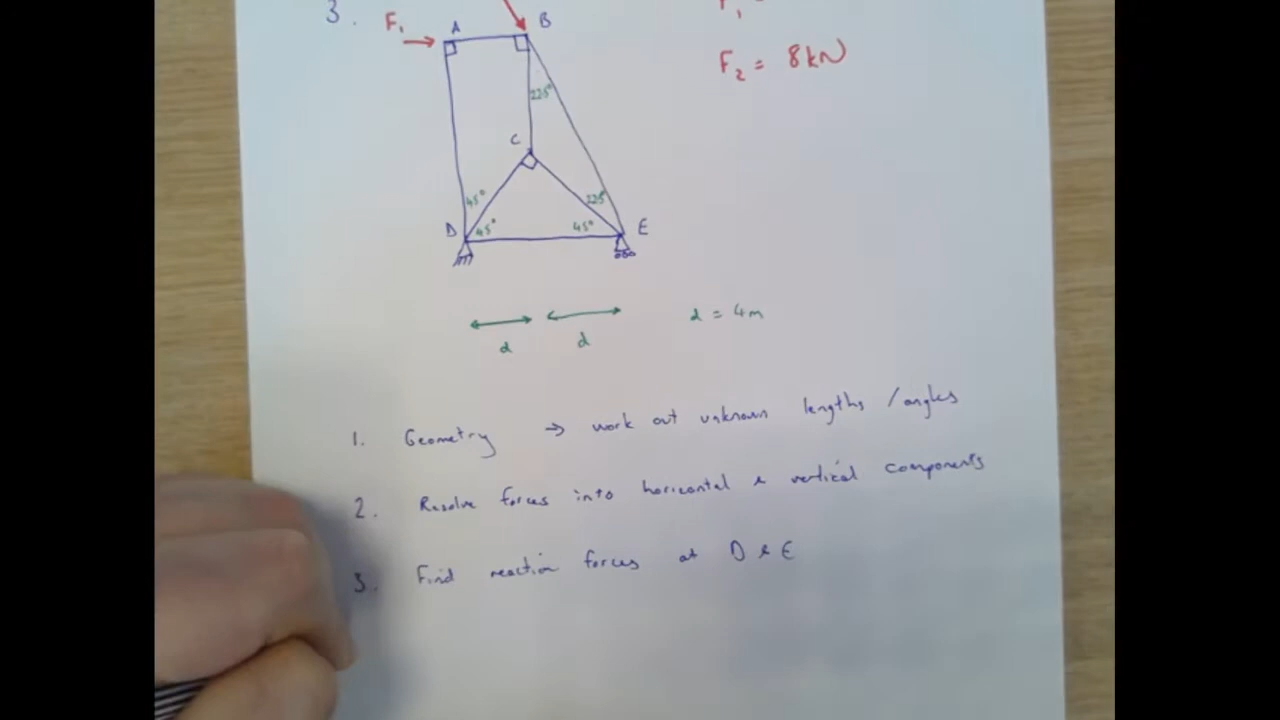 3.
F₁
A
B
F₁ =
F₂ = 8kN
22.5°
C
45°
22.5°
D
45°
45°
E
d
d
d = 4m
1. Geometry → work out unknown lengths / angles
2. Resolve forces into horizontal & vertical components
3. Find reaction forces at D & E